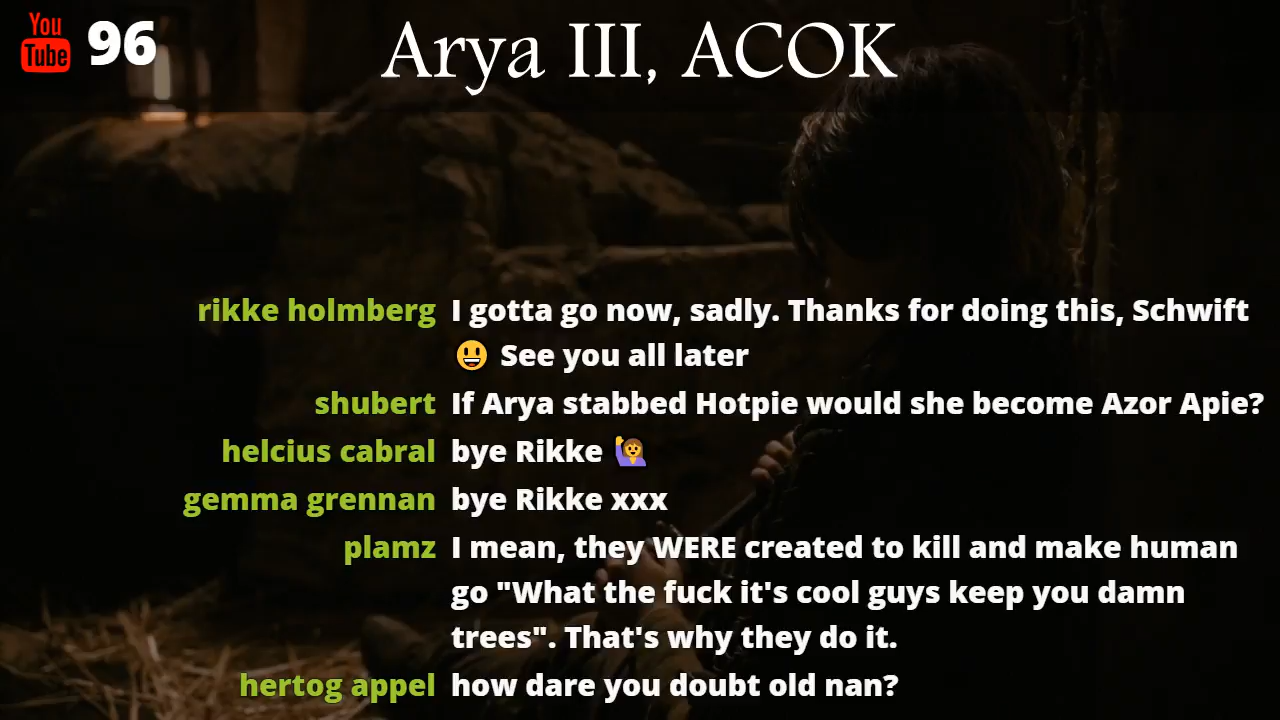 You
Tube
96
Arya III, ACOK
rikke holmberg I gotta go now, sadly. Thanks for doing this, Schwift
😃 See you all later
shubert If Arya stabbed Hotpie would she become Azor Apie?
helcius cabral bye Rikke 🙋
gemma grennan bye Rikke xxx
plamz I mean, they WERE created to kill and make human
go "What the fuck it's cool guys keep you damn
trees". That's why they do it.
hertog appel how dare you doubt old nan?